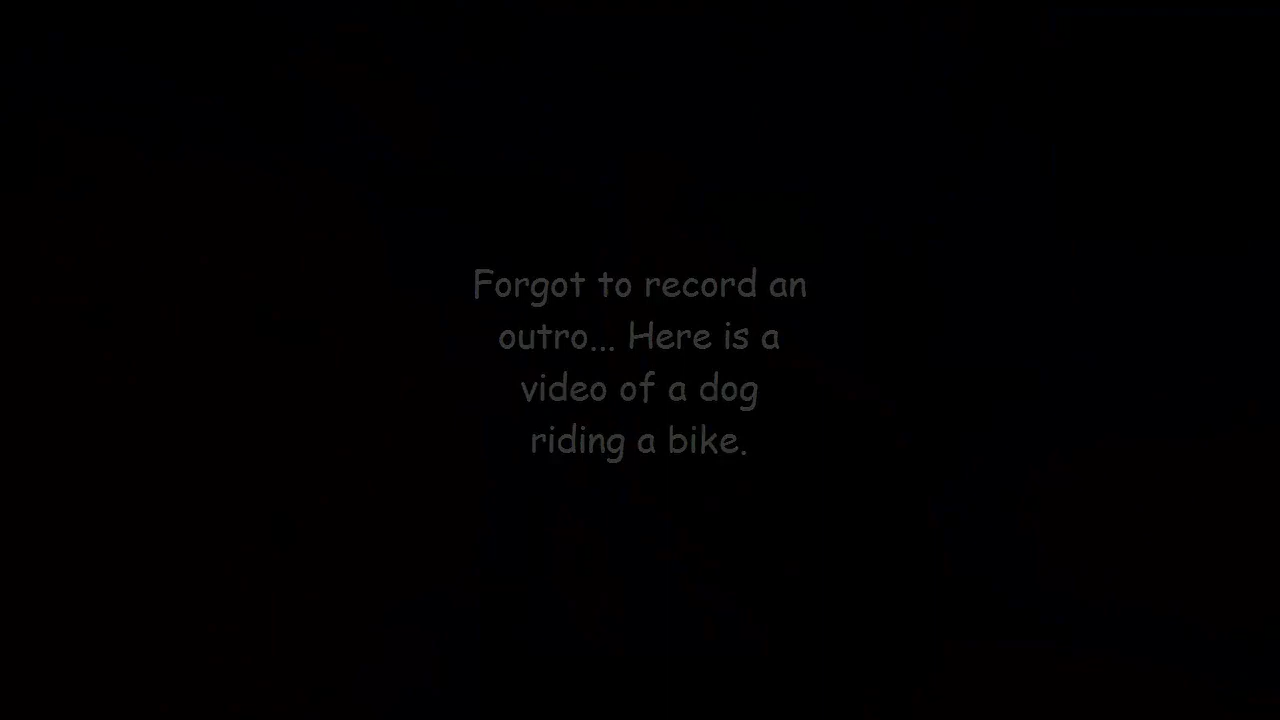 Forgot to record an
outro... Here is a
video of a dog
riding a bike.